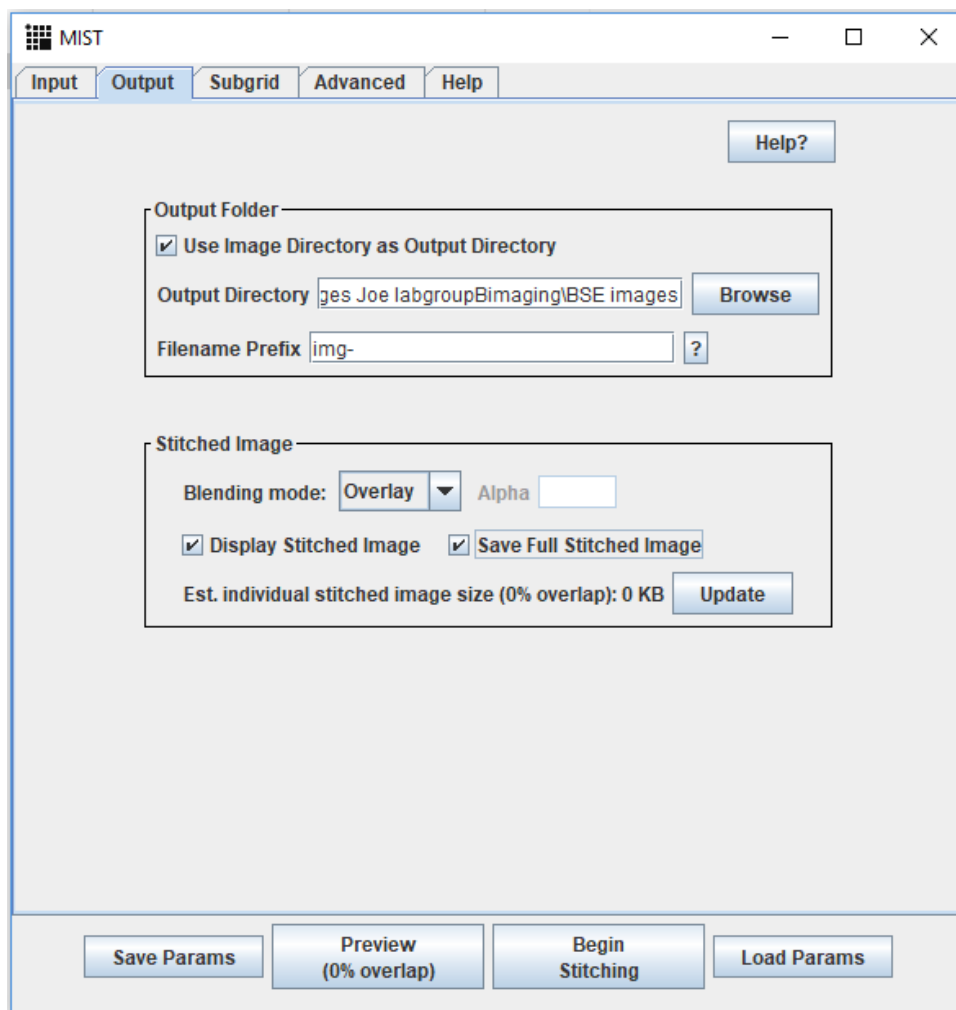 MIST
Input Output Subgrid Advanced Help
Help?
Output Folder
Use Image Directory as Output Directory
Output Directory ges Joe labgroupBimaging\BSE images Browse
Filename Prefix img- ?
Stitched Image
Blending mode: Overlay Alpha
Display Stitched Image Save Full Stitched Image
Est. individual stitched image size (0% overlap): 0 KB Update
Save Params Preview (0% overlap) Begin Stitching Load Params